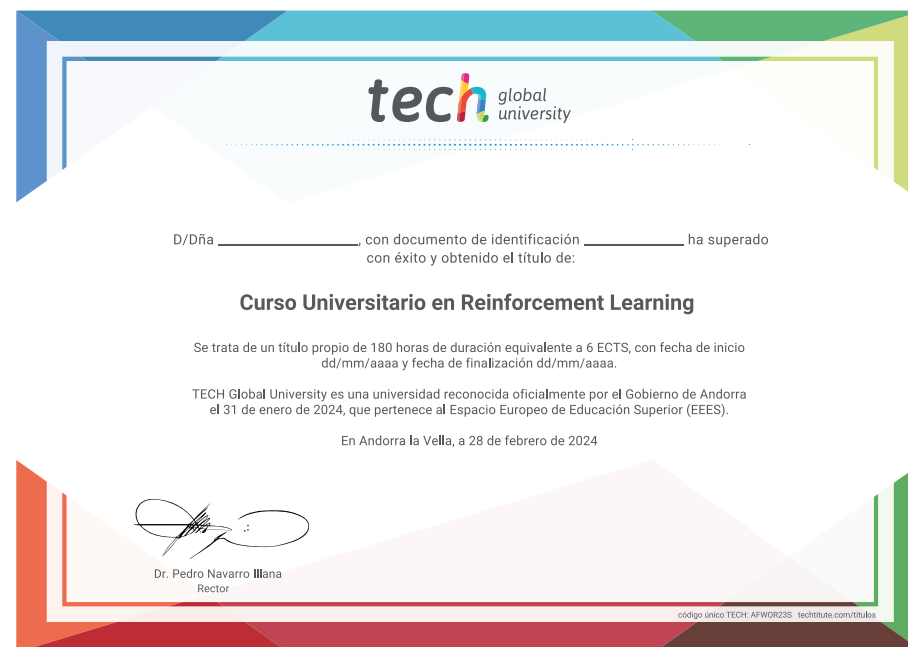 tech global university
D/Dña ____________, con documento de identificación ____________ ha superado
con éxito y obtenido el título de:
Curso Universitario en Reinforcement Learning
Se trata de un título propio de 180 horas de duración equivalente a 6 ECTS, con fecha de inicio
dd/mm/aaaa y fecha de finalización dd/mm/aaaa.
TECH Global University es una universidad reconocida oficialmente por el Gobierno de Andorra
el 31 de enero de 2024, que pertenece al Espacio Europeo de Educación Superior (EEES).
En Andorra la Vella, a 28 de febrero de 2024
Dr. Pedro Navarro Illana
Rector
código único TECH: AFWOR23S techtitute.com/titulos